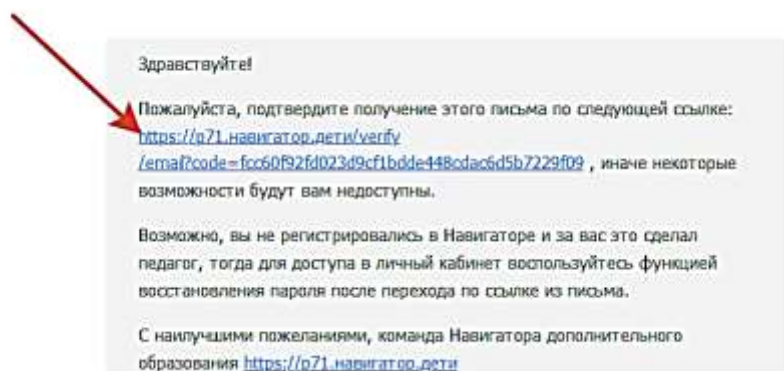 Здравствуйте!
Пожалуйста, подтвердите получение этого письма по следующей ссылке:
https://р71.навигатор.дети/verify
/email?code=fcc60f92fd023d9cf1bdde448cdac6d5b7229f09 , иначе некоторые
возможности будут вам недоступны.
Возможно, вы не регистрировались в Навигаторе и за вас это сделал
педагог, тогда для доступа в личный кабинет воспользуйтесь функцией
восстановления пароля после перехода по ссылке из письма.
С наилучшими пожеланиями, команда Навигатора дополнительного
образования https://р71.навигатор.дети